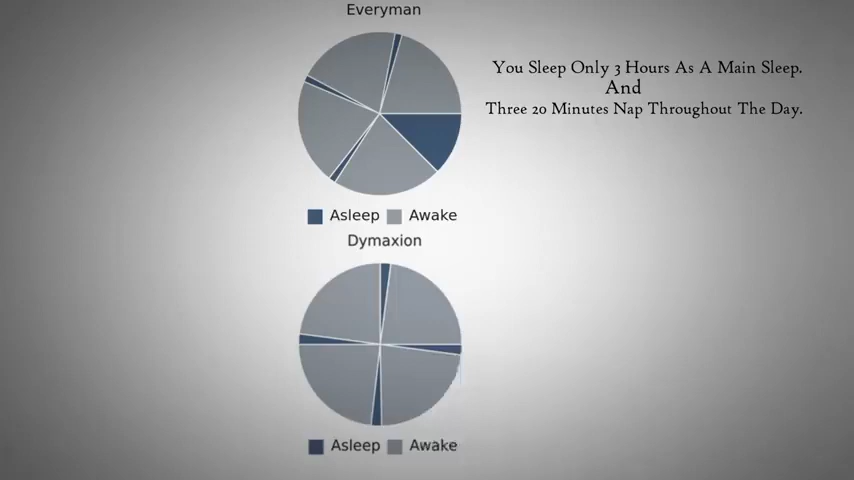 Everyman
You Sleep Only 3 Hours As A Main Sleep.
And
Three 20 Minutes Nap Throughout The Day.
Asleep Awake
Dymaxion
Asleep Awake